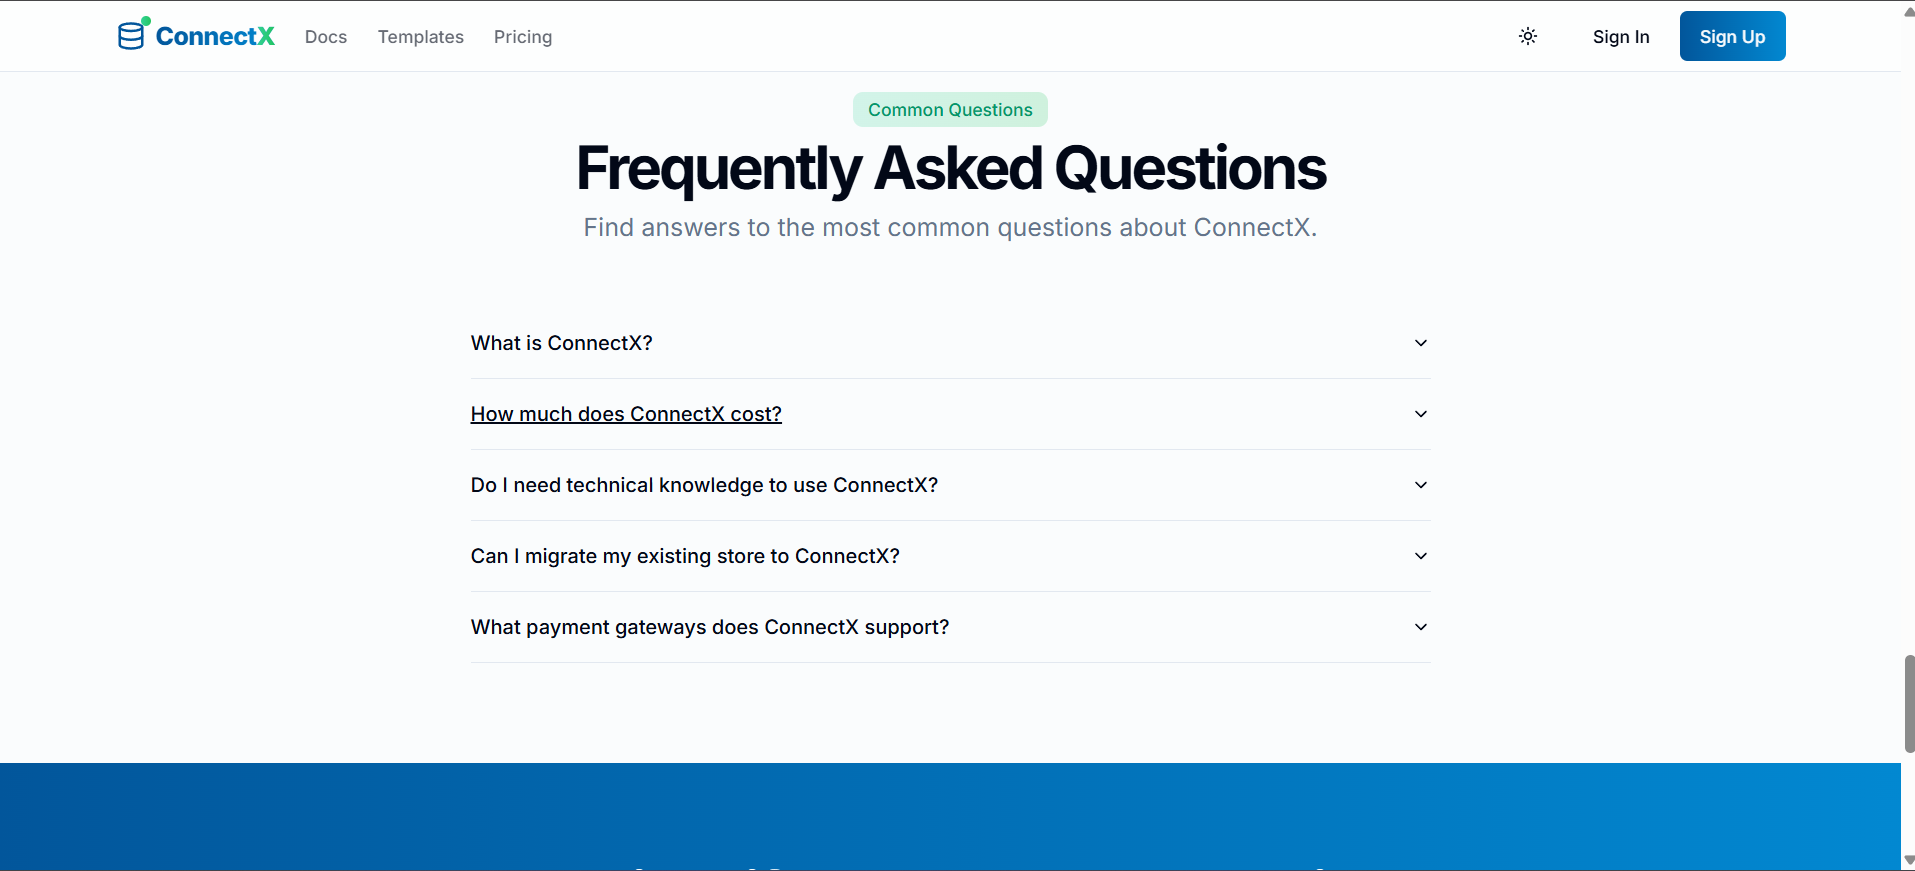 ConnectX Docs Templates Pricing Sign In Sign Up
Common Questions
Frequently Asked Questions
Find answers to the most common questions about ConnectX.
What is ConnectX?
How much does ConnectX cost?
Do I need technical knowledge to use ConnectX?
Can I migrate my existing store to ConnectX?
What payment gateways does ConnectX support?